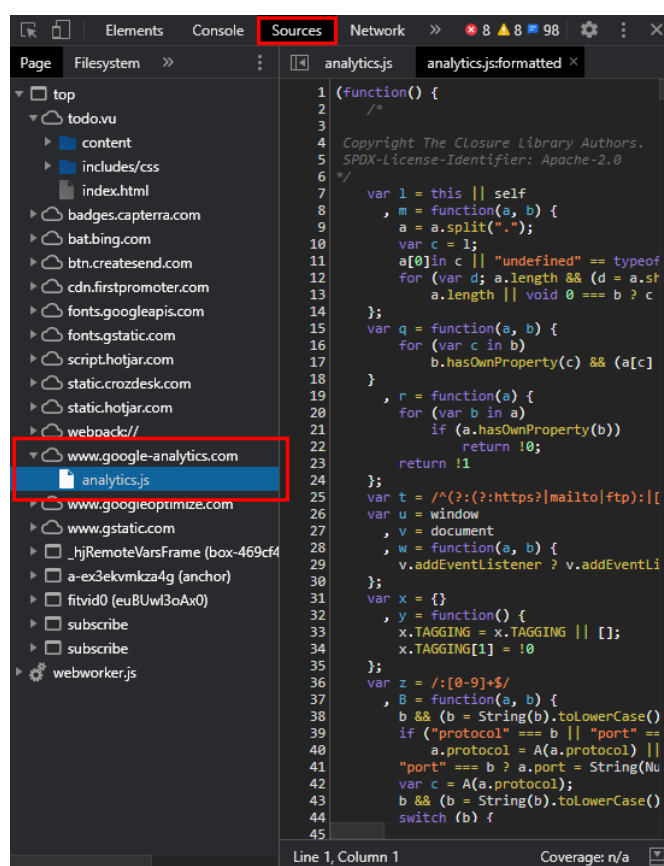 Elements Console Sources Network » 8 8 98
Page Filesystem »
analytics.js analytics.js:formatted ×
top
todo.vu
content
includes/css
index.html
badges.capterra.com
bat.bing.com
btn.createsend.com
cdn.firstpromoter.com
fonts.googleapis.com
fonts.gstatic.com
script.hotjar.com
static.crozdesk.com
static.hotjar.com
webpack://
www.google-analytics.com
analytics.js
www.googleoptimize.com
www.gstatic.com
_hjRemoteVarsFrame (box-469cf4
a-ex3ekvmkza4g (anchor)
fitvid0 (euBUwl3oAx0)
subscribe
subscribe
webworker.js
1 (function() {
2 /*
3
4 Copyright The Closure Library Authors.
5 SPDX-License-Identifier: Apache-2.0
6 */
7 var l = this || self
8 , m = function(a, b) {
9 a = a.split(".");
10 var c = l;
11 a[0]in c || "undefined" == typeof
12 for (var d; a.length && (d = a.sh
13 a.length || void 0 === b ? c
14 };
15 var q = function(a, b) {
16 for (var c in b)
17 b.hasOwnProperty(c) && (a[c]
18 }
19 , r = function(a) {
20 for (var b in a)
21 if (a.hasOwnProperty(b))
22 return !0;
23 return !1
24 };
25 var t = /^(?:(?:https?|mailto|ftp):|[
26 var u = window
27 , v = document
28 , w = function(a, b) {
29 v.addEventListener ? v.addEventLi
30 };
31 var x = {}
32 , y = function() {
33 x.TAGGING = x.TAGGING || [];
34 x.TAGGING[1] = !0
35 };
36 var z = /:[0-9]+$/
37 , B = function(a, b) {
38 b && (b = String(b).toLowerCase()
39 if ("protocol" === b || "port" ==
40 a.protocol = A(a.protocol) ||
41 "port" === b ? a.port = String(Nu
42 var c = A(a.protocol);
43 b && (b = String(b).toLowerCase()
44 switch (b) {
45
Line 1, Column 1 Coverage: n/a